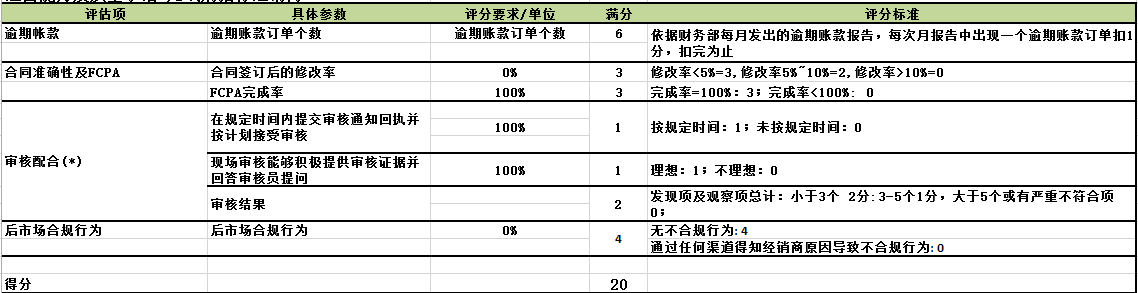 评估项 具体参数 评分要求/单位 满分 评分标准
逾期帐款 逾期账款订单个数 逾期账款订单个数 6 依据财务部每月发出的逾期账款报告，每次月报告中出现一个逾期账款订单扣1
分，扣完为止
合同准确性及FCPA 合同签订后的修改率 0% 3 修改率<5%=3,修改率5%~10%=2,修改率>10%=0
FCPA完成率 100% 3 完成率=100%：3；完成率<100%: 0
审核配合(*) 在规定时间内提交审核通知回执并
按计划接受审核 100% 1 按规定时间：1；未按规定时间：0
现场审核能够积极提供审核证据并
回答审核员提问 100% 1 理想：1；不理想：0
审核结果 2 发现项及观察项总计：小于3个 2分:3-5个1分，大于5个或有严重不符合项
0；
后市场合规行为 后市场合规行为 0% 4 无不合规行为:4
通过任何渠道得知经销商原因导致不合规行为:0
得分 20